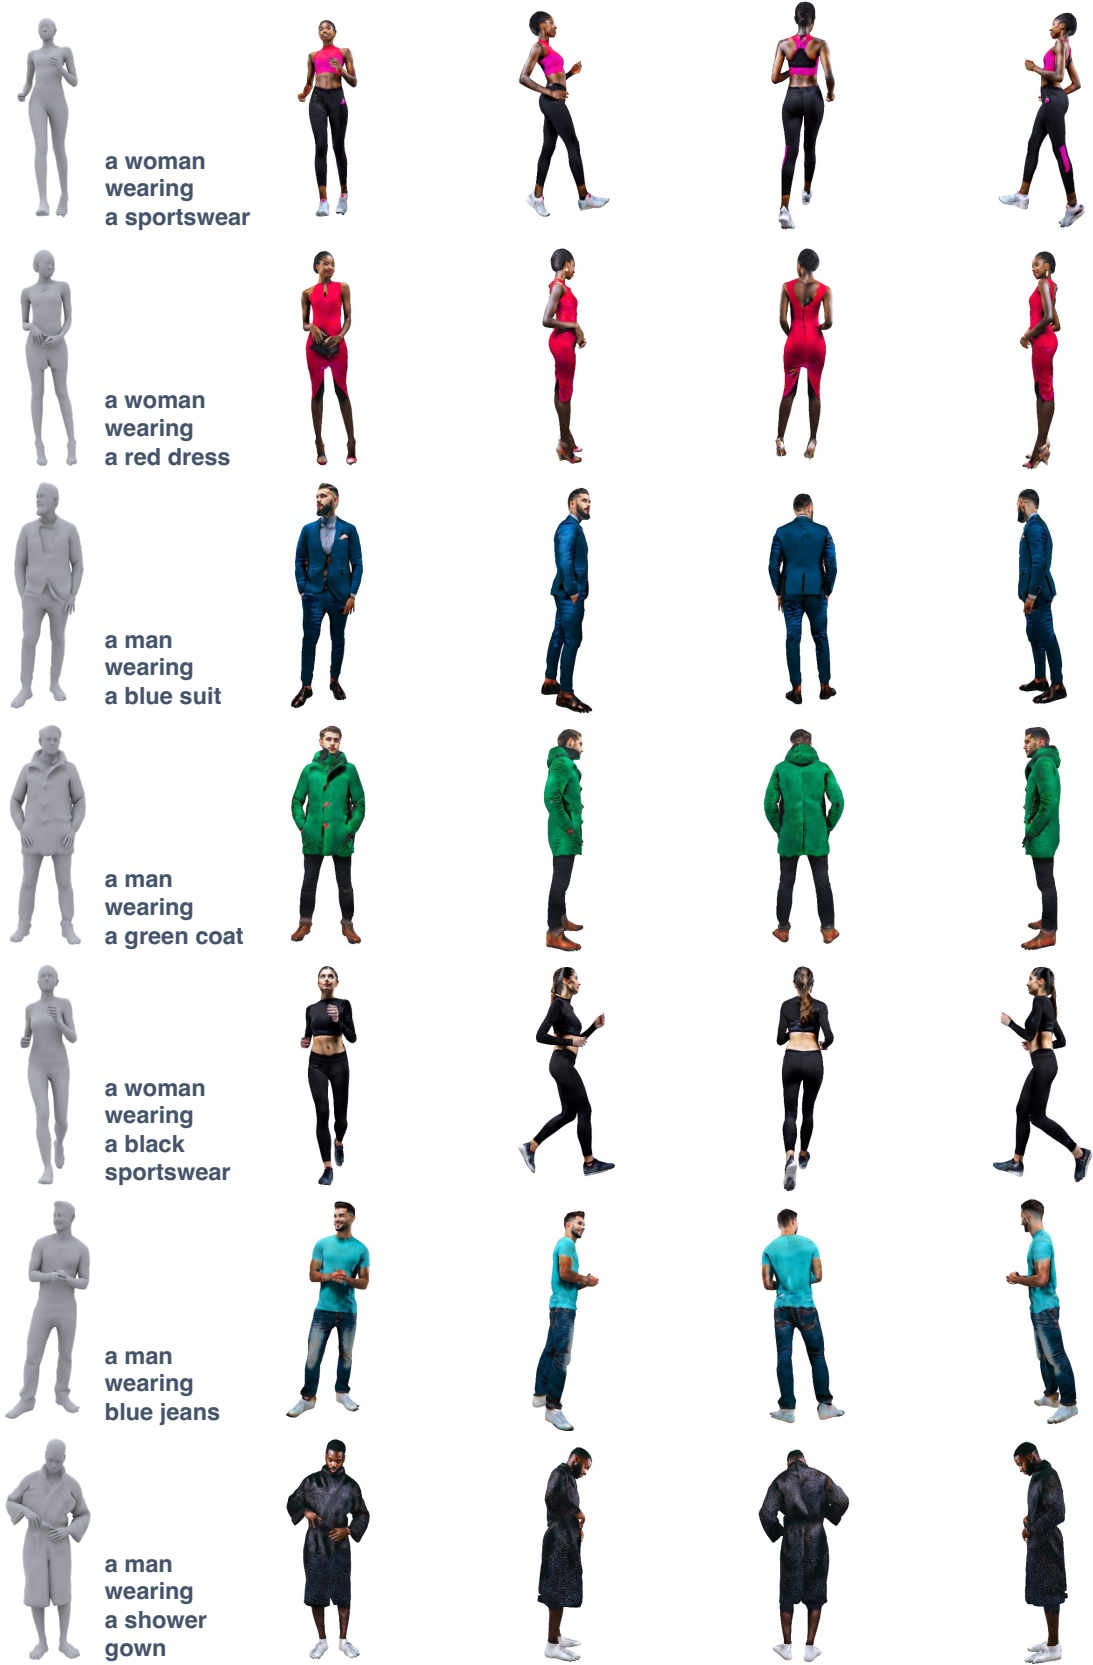 a woman
wearing
a sportswear
a woman
wearing
a red dress
a man
wearing
a blue suit
a man
wearing
a green coat
a woman
wearing
a black
sportswear
a man
wearing
blue jeans
a man
wearing
a shower
gown